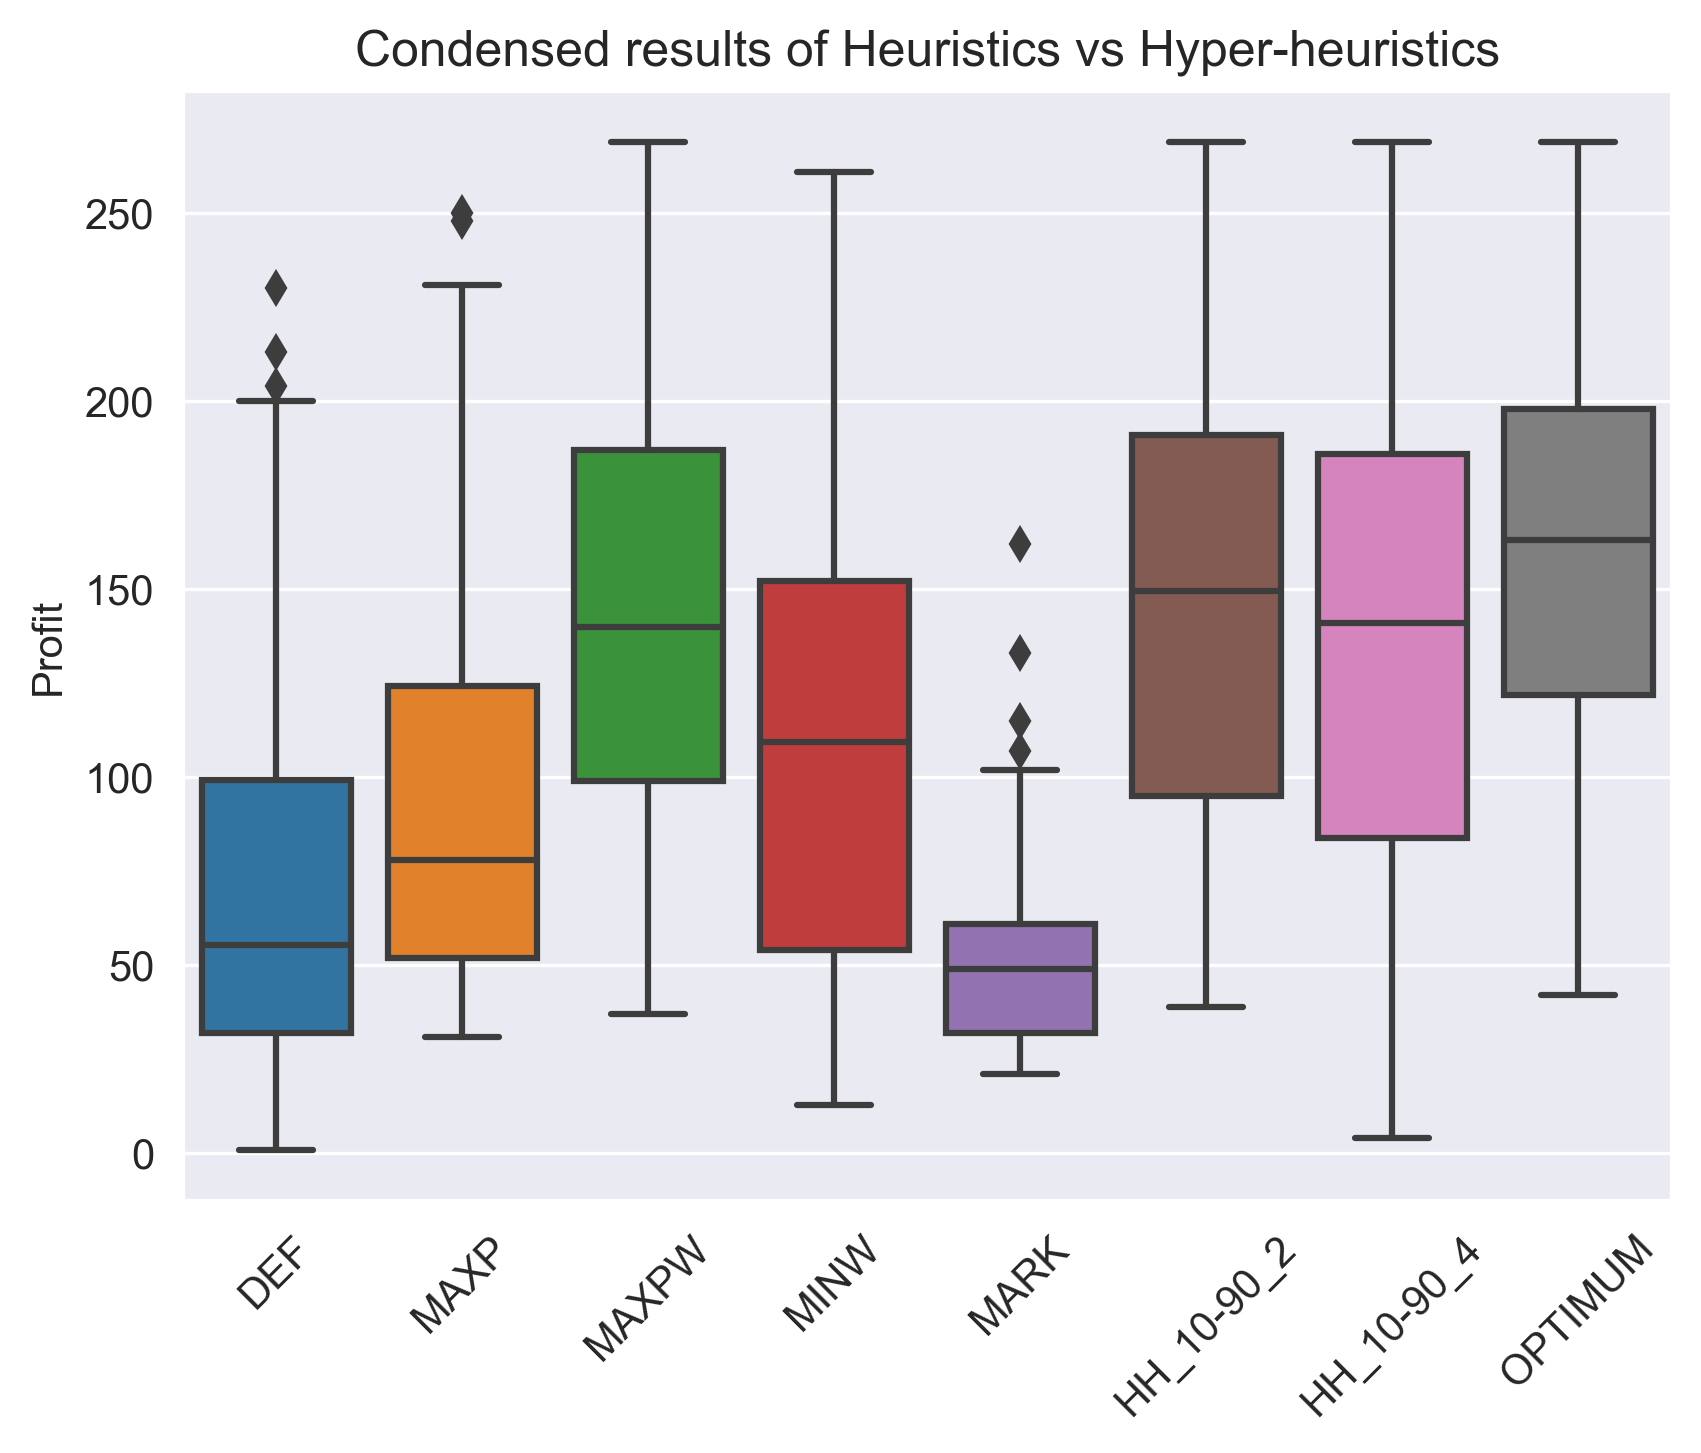 Condensed results of Heuristics vs Hyper-heuristics
Profit
250
200
150
100
50
0
DEF
MAXP
MAXPW
MINW
MARK
HH_10-90_2
HH_10-90_4
OPTIMUM